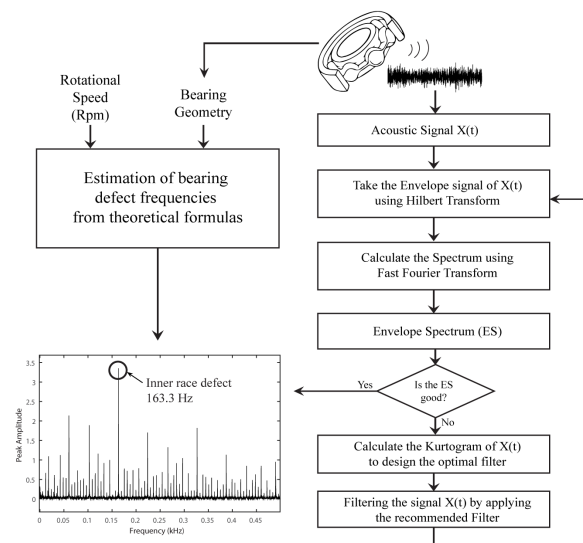 Rotational
Speed
(Rpm)
Bearing
Geometry
Estimation of bearing
defect frequencies
from theoretical formulas
Acoustic Signal X(t)
Take the Envelope signal of X(t)
using Hilbert Transform
Calculate the Spectrum using
Fast Fourier Transform
Envelope Spectrum (ES)
Is the ES
good?
Yes
No
Calculate the Kurtogram of X(t)
to design the optimal filter
Filtering the signal X(t) by applying
the recommended Filter
Inner race defect
163.3 Hz
Peak Amplitude
3.5
3
2.5
2
1.5
1
0.5
0
0 0.05 0.1 0.15 0.2 0.25 0.3 0.35 0.4 0.45
Frequency (kHz)